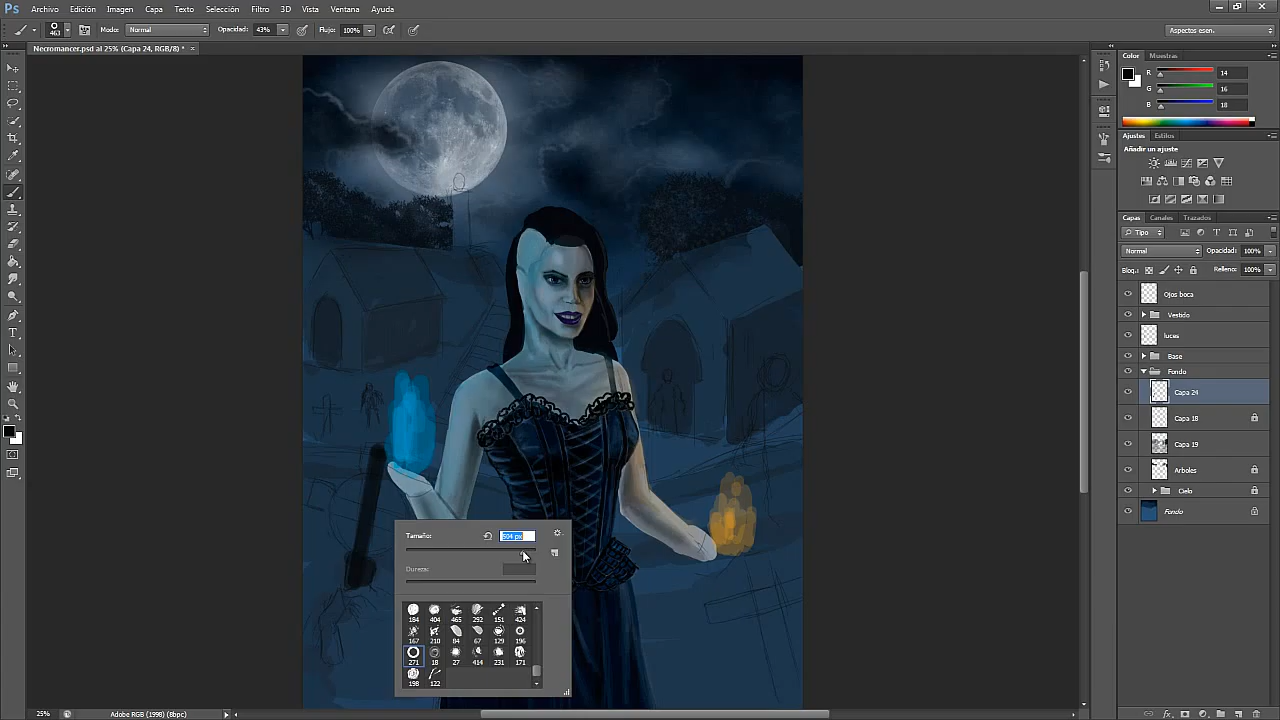 Ps Archivo Edición Imagen Capa Texto Selección Filtro 3D Vista Ventana Ayuda
463 Modo: Normal Opacidad: 43% Flujo: 100% Aspectos esen.
Necromancer.psd al 25% (Capa 24, RGB/8) * ×
Color Muestras
R 14
G 16
B 18
Ajustes Estilos
Añadir un ajuste
Capas Canales Trazados
Tipo
Normal Opacidad: 100%
Bloq.: Relleno: 100%
Ojos boca
Vestido
luces
Base
Fondo
Capa 24
Capa 18
Capa 19
Arboles
Cielo
Fondo
Tamaño: 504 px
Dureza:
184 404 465 292 151 424
167 210 84 67 129 196
271 18 27 414 231 171
198 122
25% Adobe RGB (1998) (8bpc)